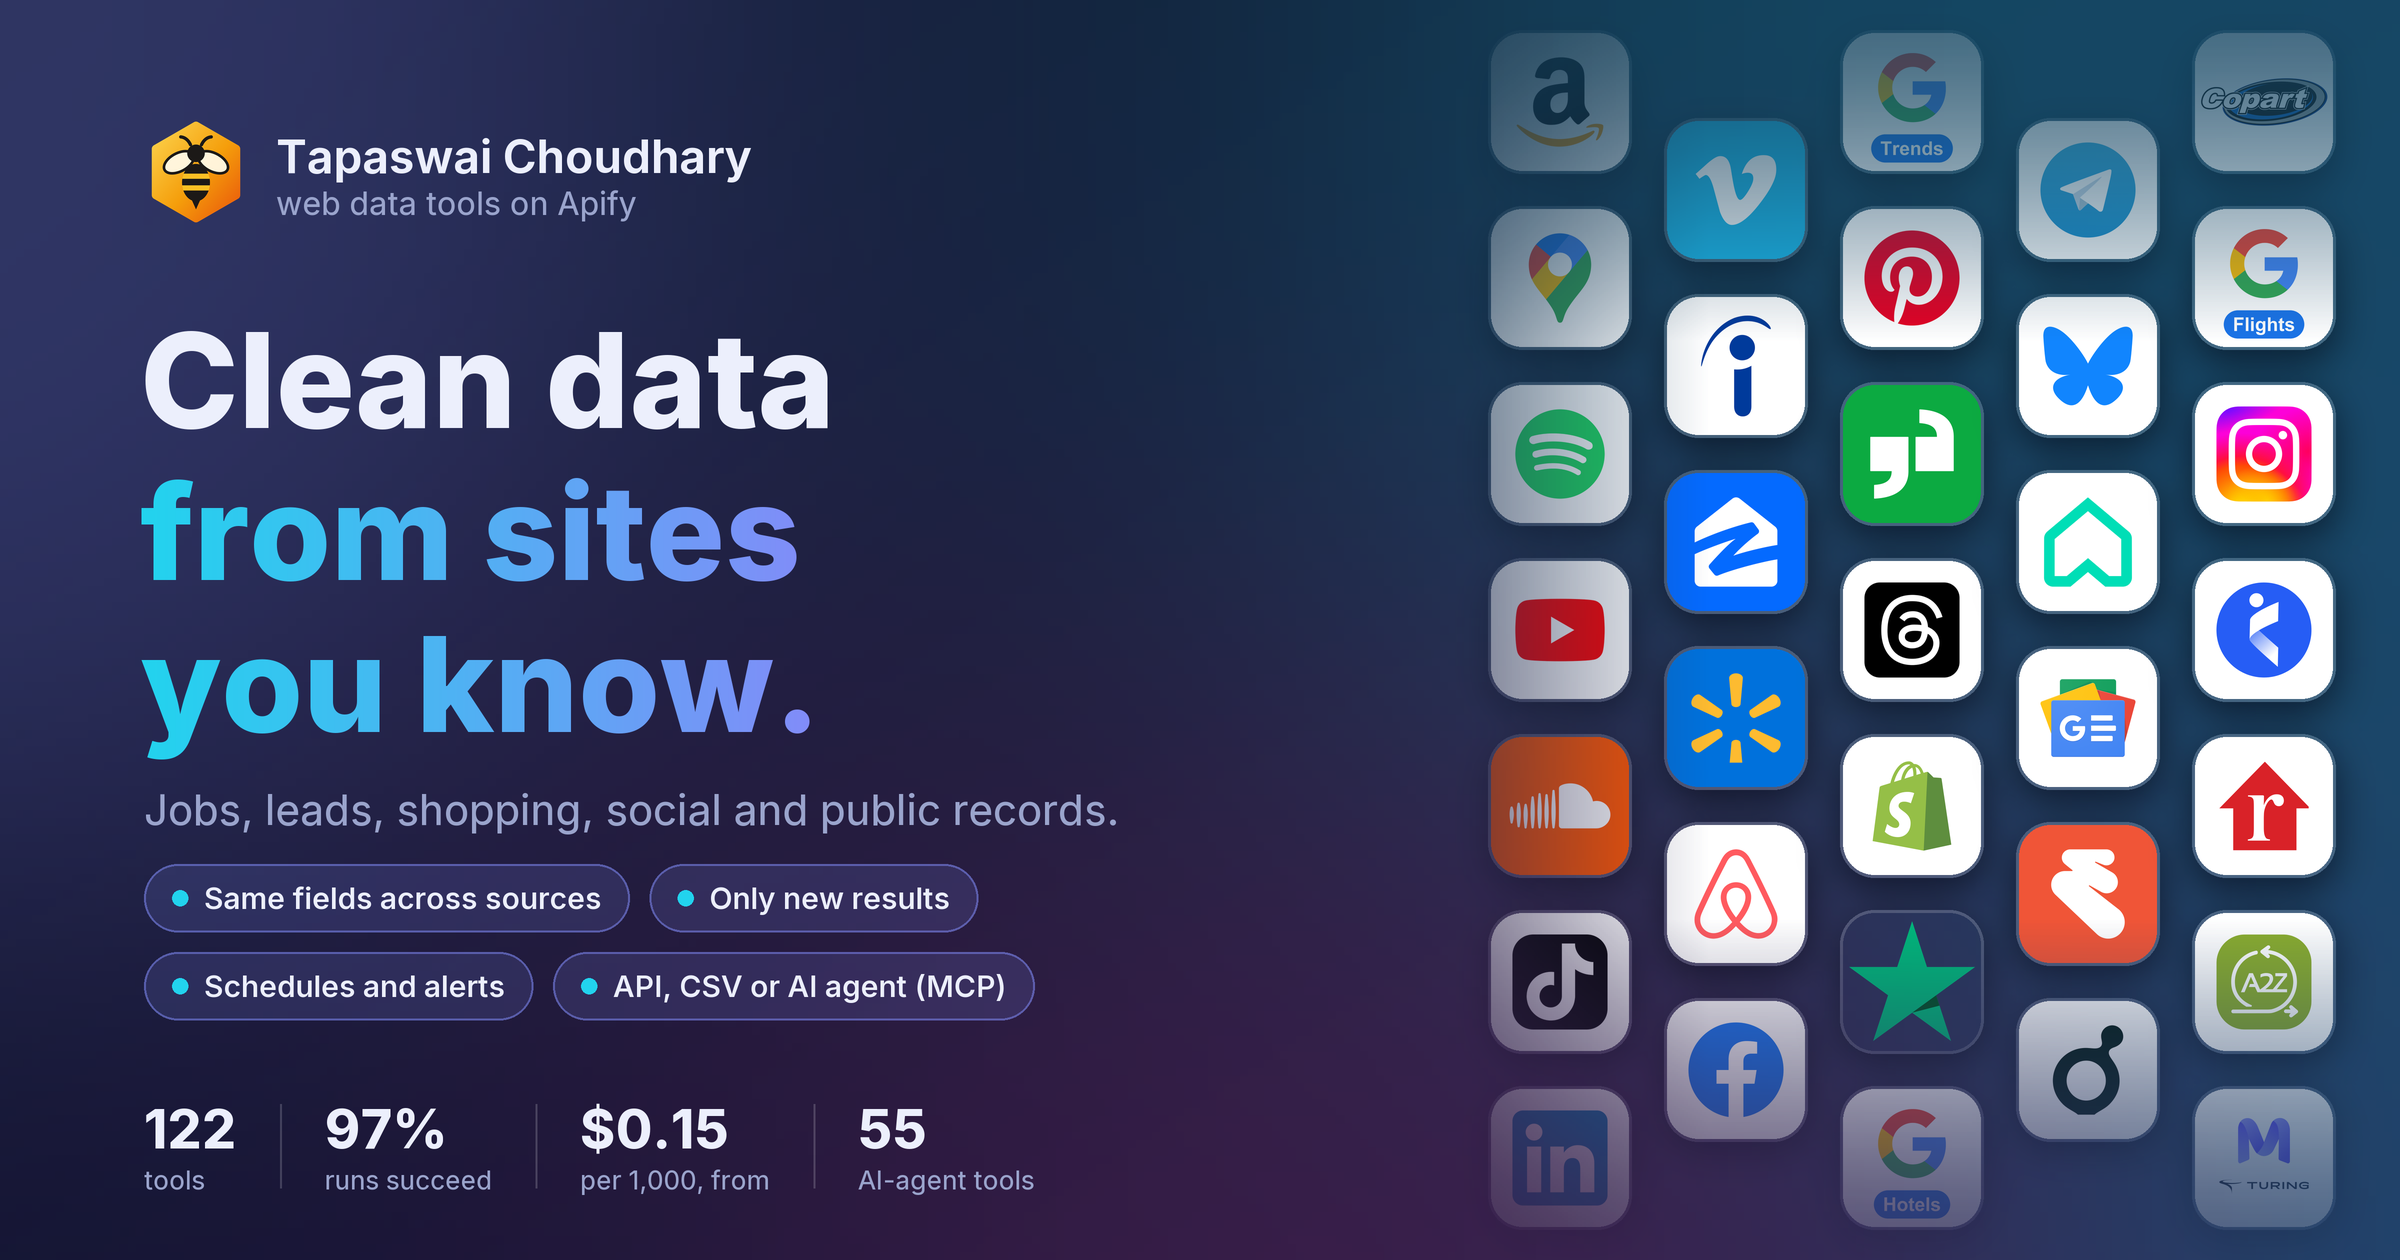 Tapaswai Choudhary
web data tools on Apify
Clean data
from sites
you know.
Jobs, leads, shopping, social and public records.
Same fields across sources
Only new results
Schedules and alerts
API, CSV or AI agent (MCP)
122
tools
97%
runs succeed
$0.15
per 1,000, from
55
AI-agent tools
Trends
Copart
Flights
A2Z
Hotels
TURING